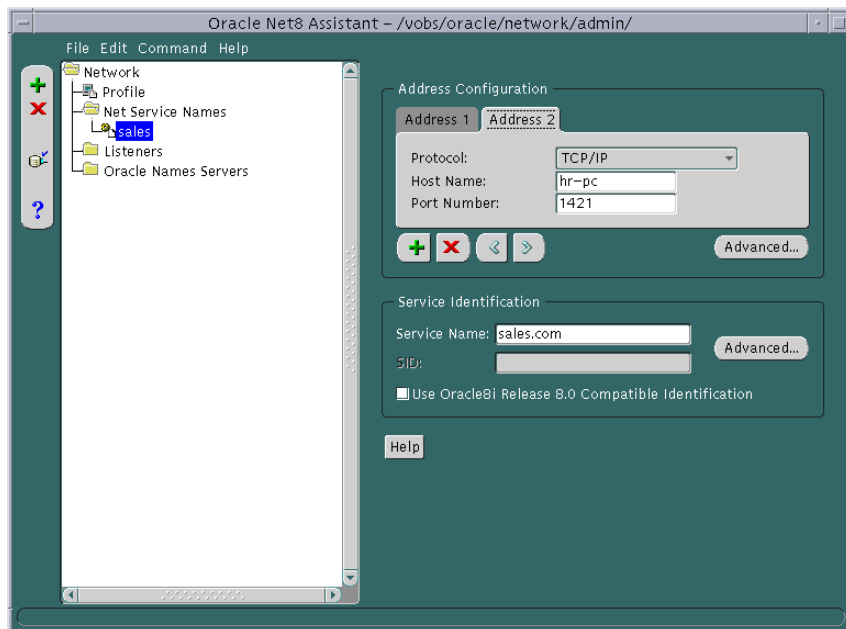 Oracle Net8 Assistant – /vobs/oracle/network/admin/
File Edit Command Help
Network
Profile
Net Service Names
sales
Listeners
Oracle Names Servers
?
Address Configuration
Address 1 Address 2
Protocol: TCP/IP
Host Name: hr-pc
Port Number: 1421
Advanced...
Service Identification
Service Name: sales.com
Advanced...
SID:
Use Oracle8i Release 8.0 Compatible Identification
Help